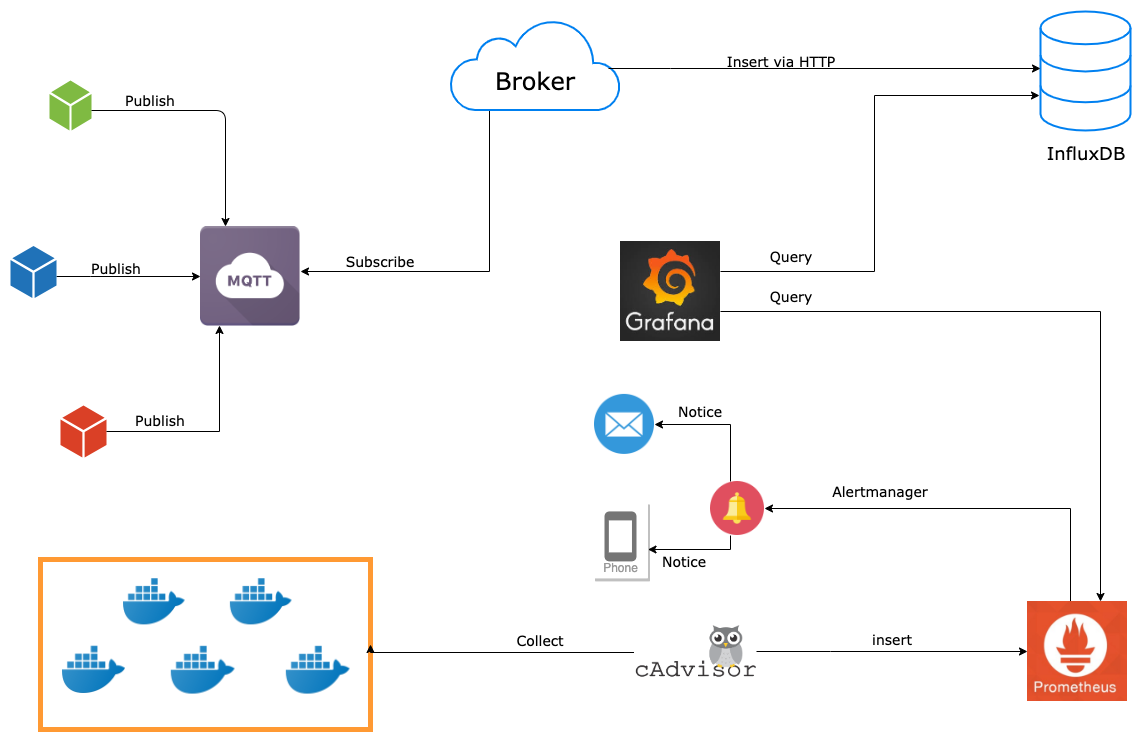 Broker
Insert via HTTP
InfluxDB
Publish
Publish
MQTT
Subscribe
Publish
Query
Query
Grafana
Notice
Alertmanager
Phone
Notice
Collect
cAdvisor
insert
Prometheus